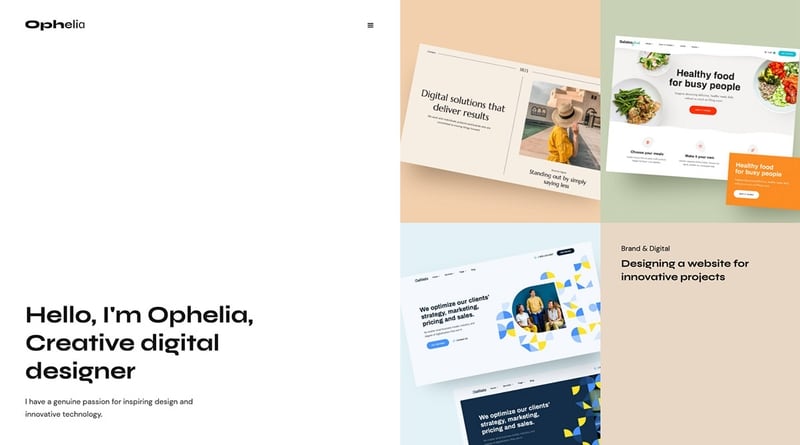 Ophelia
Hello, I'm Ophelia,
Creative digital
designer
I have a genuine passion for inspiring design and
innovative technology.
Digital solutions that
deliver results
Standing out by simply
saying less
Healthy food
for busy people
Choose your meals
Make it your own
Healthy food
for busy people
We optimize our clients'
strategy, marketing,
pricing and sales.
We optimize our clients'
strategy, marketing,
pricing and sales.
Brand & Digital
Designing a website for
innovative projects